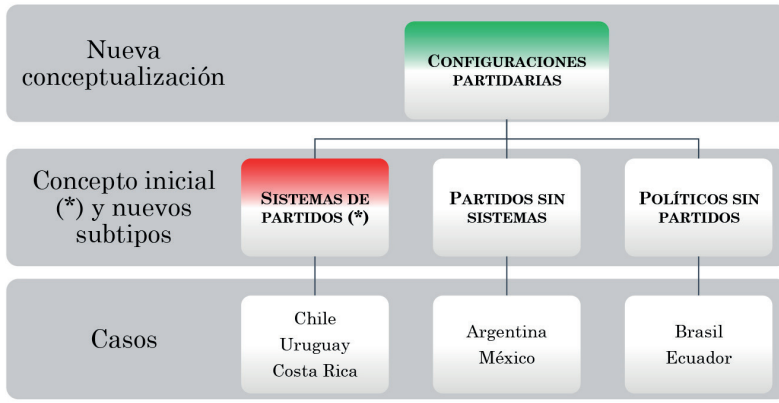 Nueva
conceptualización
CONFIGURACIONES
PARTIDARIAS
Concepto inicial
(*) y nuevos
subtipos
SISTEMAS DE
PARTIDOS (*)
PARTIDOS SIN
SISTEMAS
POLÍTICOS SIN
PARTIDOS
Casos
Chile
Uruguay
Costa Rica
Argentina
México
Brasil
Ecuador